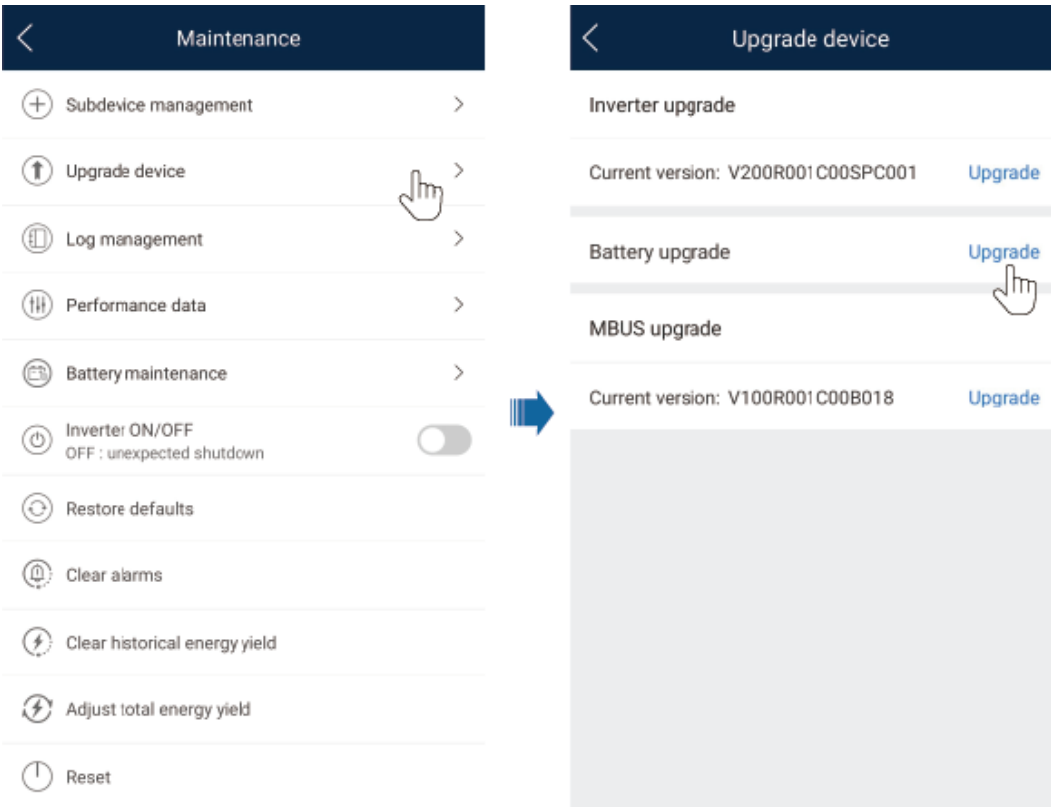 Maintenance
Subdevice management
Upgrade device
Log management
Performance data
Battery maintenance
Inverter ON/OFF
OFF : unexpected shutdown
Restore defaults
Clear alarms
Clear historical energy yield
Adjust total energy yield
Reset
Upgrade device
Inverter upgrade
Current version: V200R001C00SPC001 Upgrade
Battery upgrade Upgrade
MBUS upgrade
Current version: V100R001C00B018 Upgrade